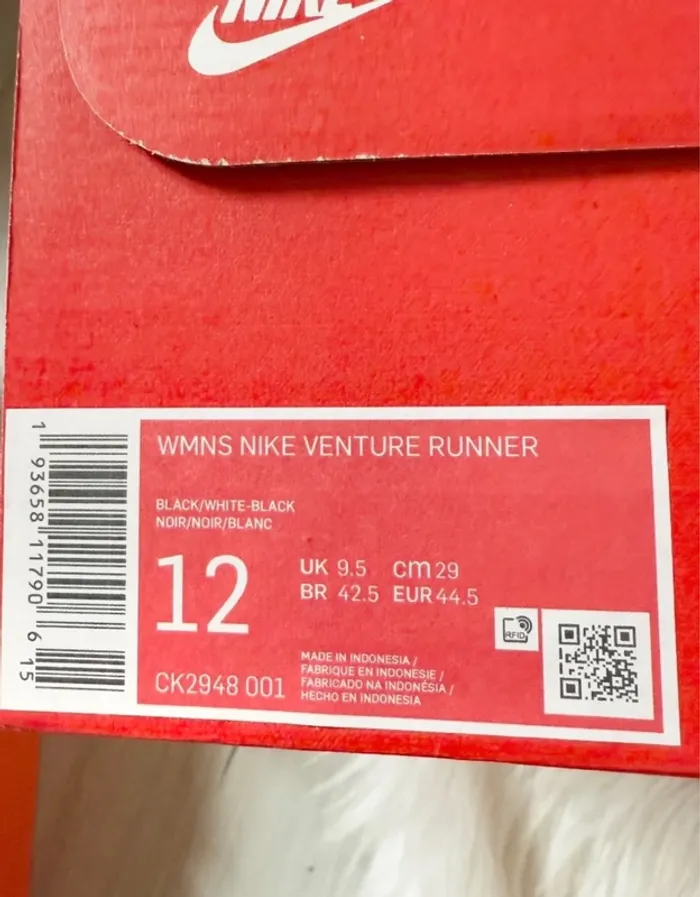 NIKE
WMNS NIKE VENTURE RUNNER
BLACK/WHITE-BLACK
NOIR/NOIR/BLANC
12
UK 9.5 cm 29
BR 42.5 EUR 44.5
RFID
CK2948 001
MADE IN INDONESIA /
FABRIQUE EN INDONESIE /
FABRICADO NA INDONÉSIA /
HECHO EN INDONESIA
1 93658 11790 6 15